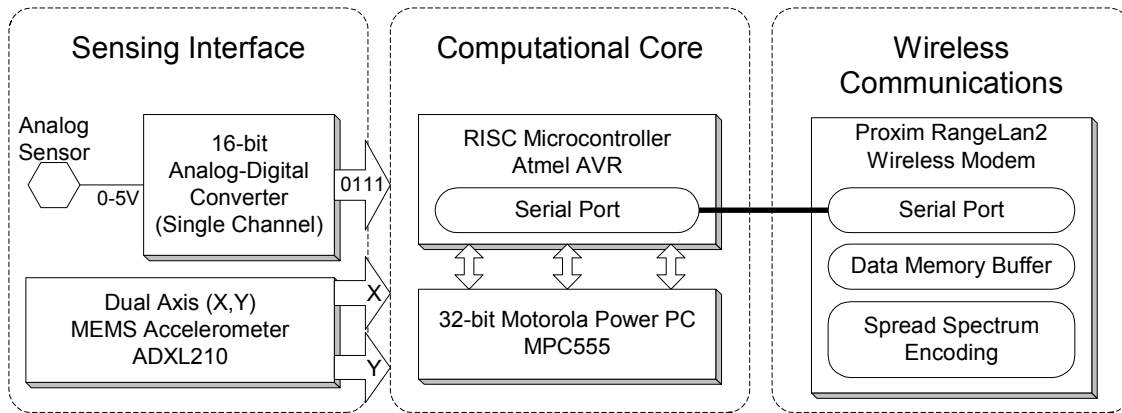 Sensing Interface
Analog
Sensor
0-5V
16-bit
Analog-Digital
Converter
(Single Channel)
0111
Dual Axis (X,Y)
MEMS Accelerometer
ADXL210
X
Y
Computational Core
RISC Microcontroller
Atmel AVR
Serial Port
32-bit Motorola Power PC
MPC555
Wireless
Communications
Proxim RangeLan2
Wireless Modem
Serial Port
Data Memory Buffer
Spread Spectrum
Encoding